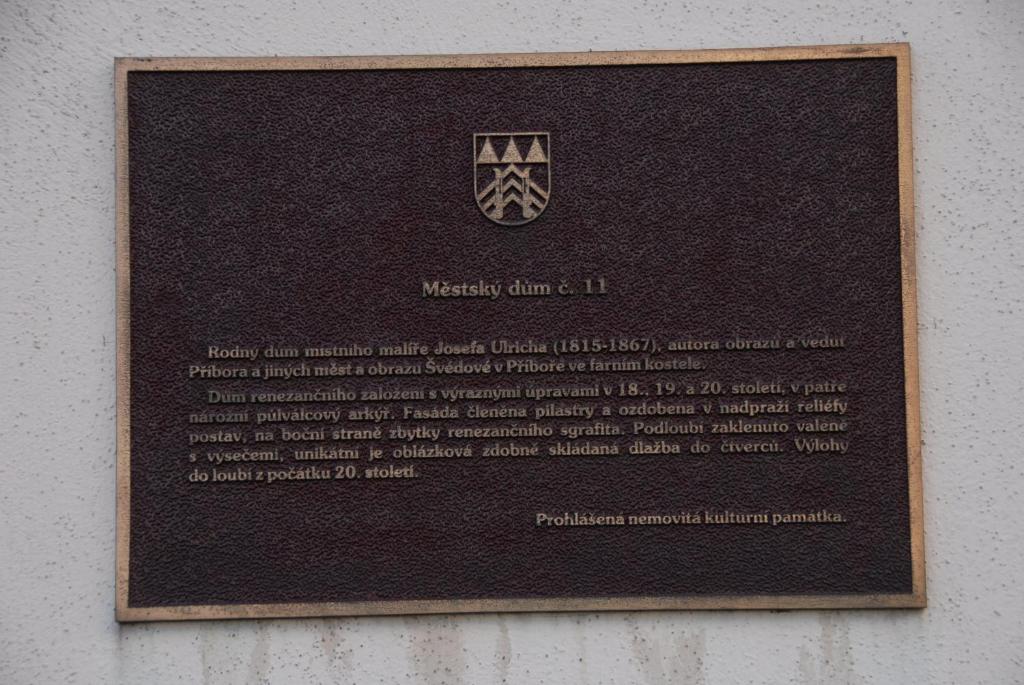 Městský dům č. 11
Rodný dům místního malíře Josefa Ulricha (1815-1867), autora obrazů a vedut
Příbora a jiných měst a obrazu Švédové v Příboře ve farním kostele.
Dům renezančního založení s výraznými úpravami v 18., 19. a 20. století, v patře
nárožní půlválcový arkýř. Fasáda členěna pilastry a ozdobena v nadpraží reliéfy
postav, na boční straně zbytky renezančního sgrafita. Podloubí zaklenuto valeně
s výsečemi, unikátní je oblázková zdobně skládaná dlažba do čtverců. Výlohy
do loubí z počátku 20. století.
Prohlášená nemovitá kulturní památka.